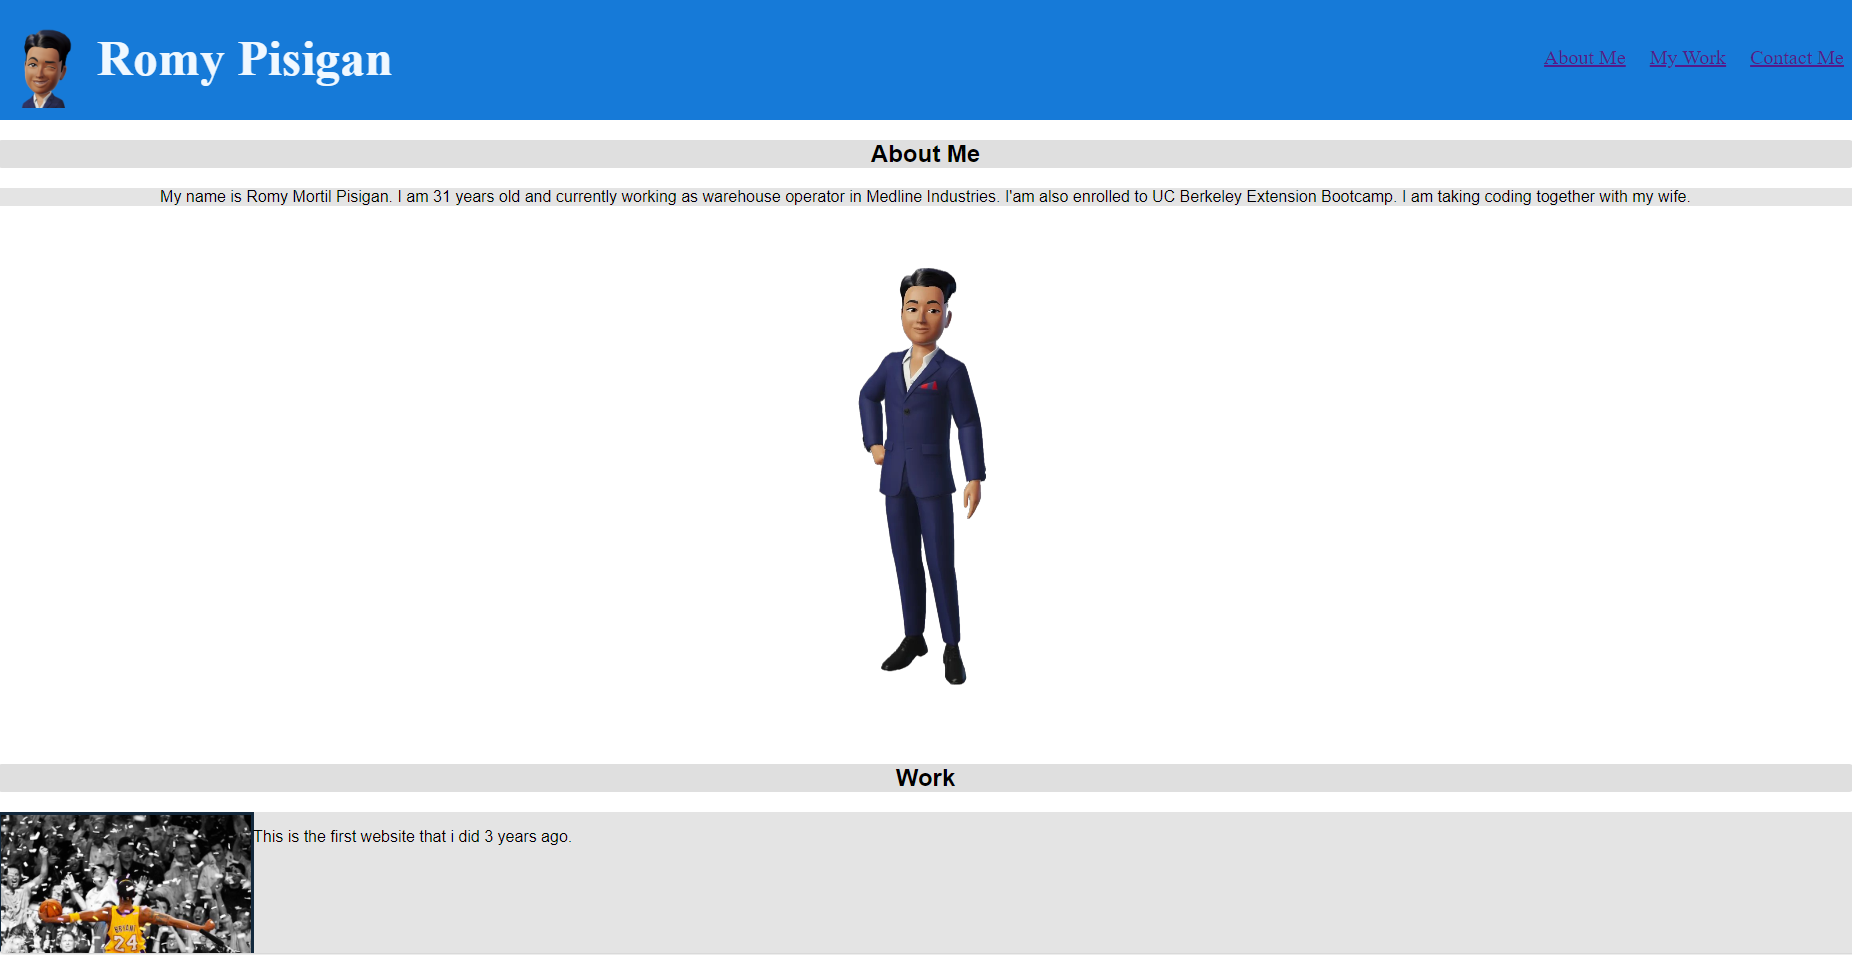 Romy Pisigan
About Me My Work Contact Me
About Me
My name is Romy Mortil Pisigan. I am 31 years old and currently working as warehouse operator in Medline Industries. I'am also enrolled to UC Berkeley Extension Bootcamp. I am taking coding together with my wife.
Work
This is the first website that i did 3 years ago.
BRYANT
24